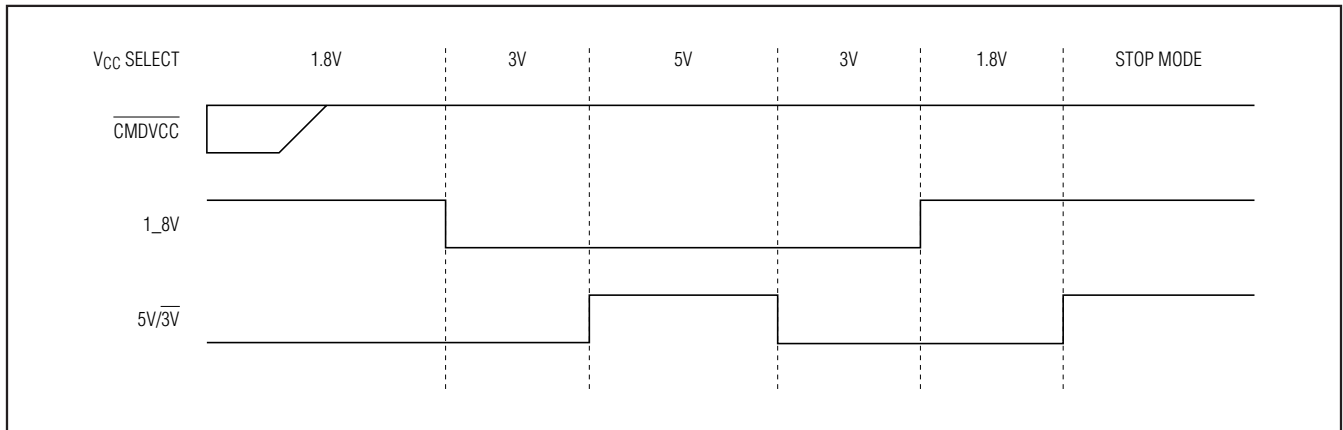 VCC SELECT 1.8V 3V 5V 3V 1.8V STOP MODE
CMDVCC
1_8V
5V/3V